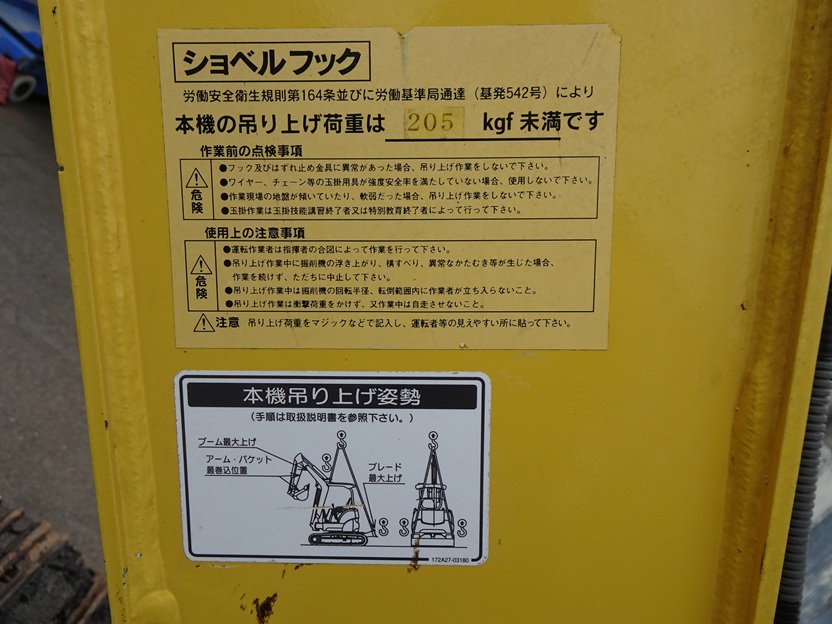 ショベルフック
労働安全衛生規則第164条並びに労働基準局通達（基発542号）により
本機の吊り上げ荷重は 205 kgf 未満です
作業前の点検事項
危険
●フック及びはずれ止め金具に異常があった場合、吊り上げ作業をしないで下さい。
●ワイヤー、チェーン等の玉掛用具が強度安全率を満たしていない場合、使用しないで下さい。
●作業現場の地盤が傾いていたり、軟弱だった場合、吊り上げ作業をしないで下さい。
●玉掛作業は玉掛技能講習終了者又は特別教育終了者によって行って下さい。
使用上の注意事項
危険
●運転作業者は指揮者の合図によって作業を行って下さい。
●吊り上げ作業中に掘削機の浮き上がり、横すべり、異常なかたむき等が生じた場合、
作業を続けず、ただちに中止して下さい。
●吊り上げ作業中は掘削機の回転半径、転倒範囲内に作業者が立ち入らないこと。
●吊り上げ作業は衝撃荷重をかけず、又作業中は自走させないこと。
注意 吊り上げ荷重をマジックなどで記入し、運転者等の見えやすい所に貼って下さい。
本機吊り上げ姿勢
（手順は取扱説明書を参照下さい。）
ブーム最大上げ
アーム・バケット
最巻込位置
ブレード
最大上げ
172A27-03180